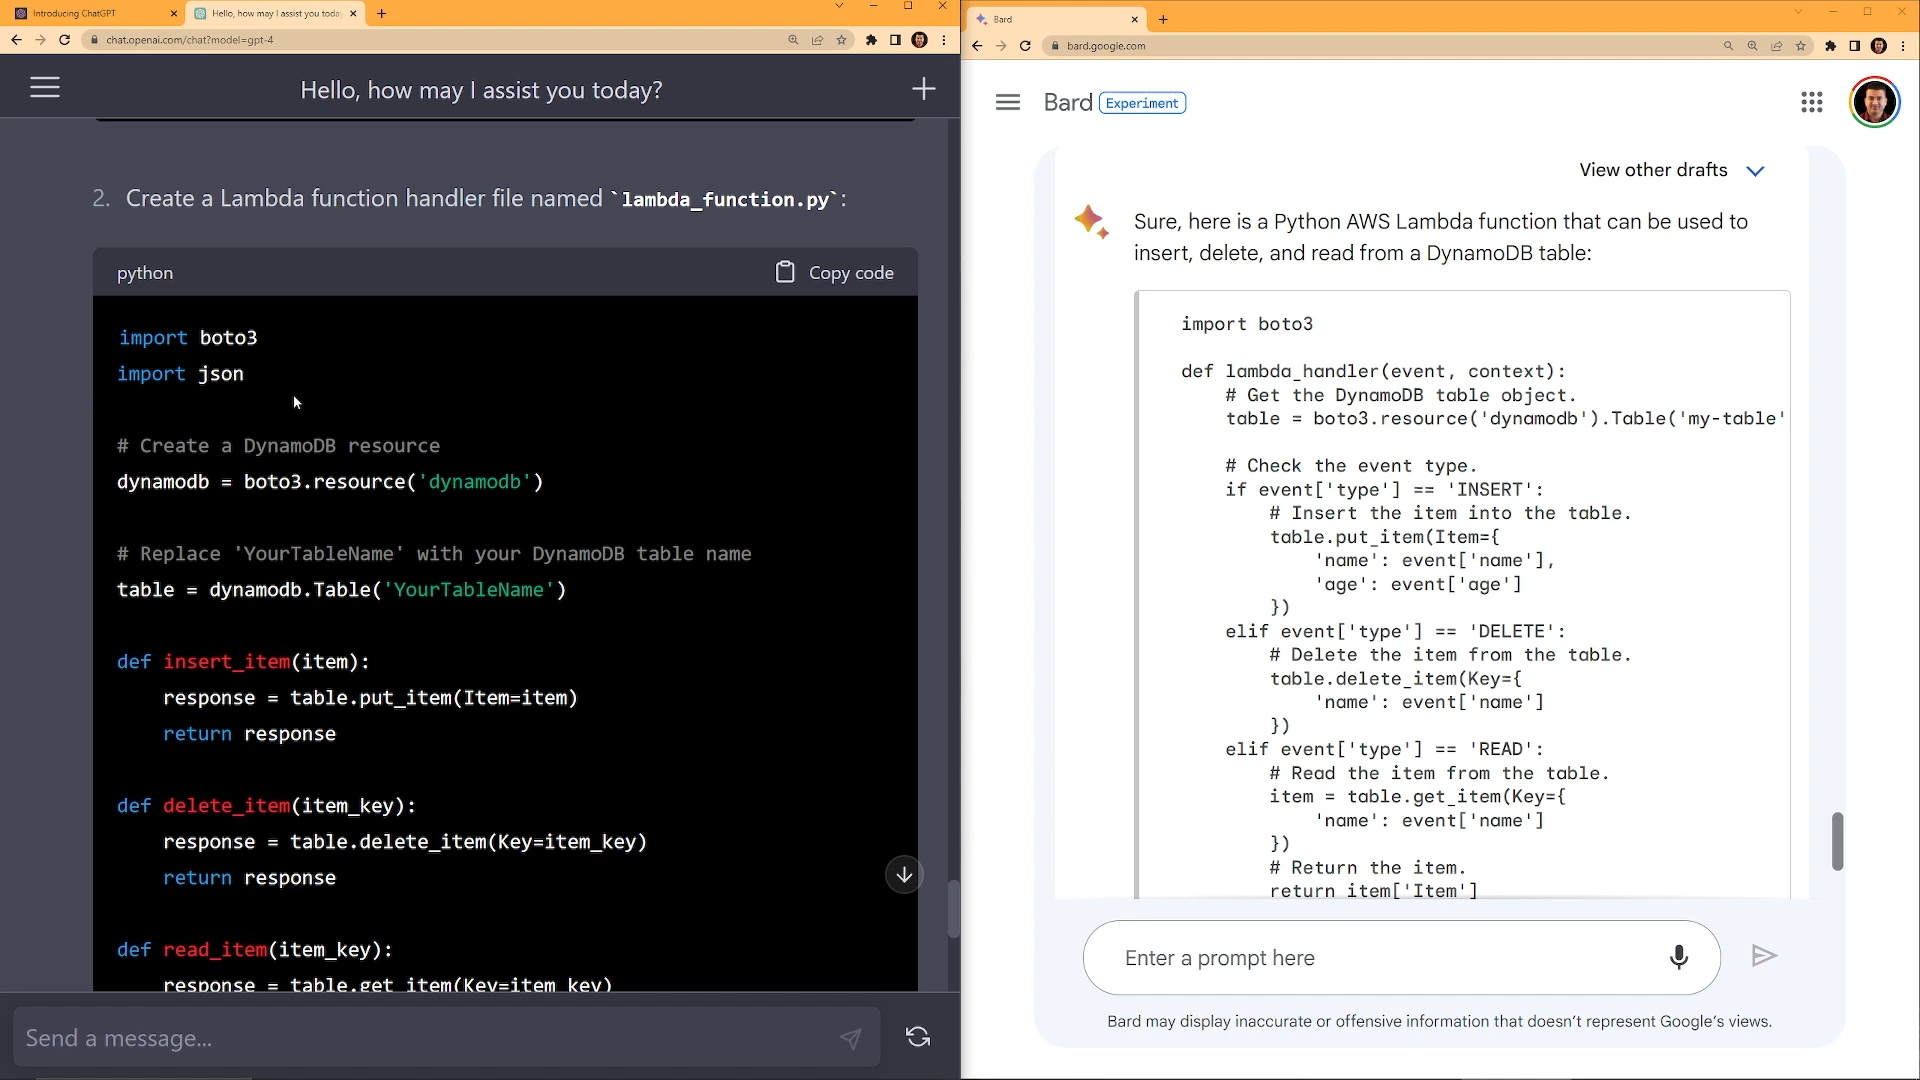 Introducing ChatGPT
Hello, how may I assist you toda
chat.openai.com/chat?model=gpt-4
Hello, how may I assist you today?
2. Create a Lambda function handler file named `lambda_function.py`:
python
Copy code
import boto3
import json
# Create a DynamoDB resource
dynamodb = boto3.resource('dynamodb')
# Replace 'YourTableName' with your DynamoDB table name
table = dynamodb.Table('YourTableName')
def insert_item(item):
    response = table.put_item(Item=item)
    return response
def delete_item(item_key):
    response = table.delete_item(Key=item_key)
    return response
def read_item(item_key):
    response = table.get_item(Key=item_key)
Send a message...
Bard
bard.google.com
Bard Experiment
View other drafts
Sure, here is a Python AWS Lambda function that can be used to
insert, delete, and read from a DynamoDB table:
import boto3
def lambda_handler(event, context):
    # Get the DynamoDB table object.
    table = boto3.resource('dynamodb').Table('my-table'
    # Check the event type.
    if event['type'] == 'INSERT':
        # Insert the item into the table.
        table.put_item(Item={
            'name': event['name'],
            'age': event['age']
        })
    elif event['type'] == 'DELETE':
        # Delete the item from the table.
        table.delete_item(Key={
            'name': event['name']
        })
    elif event['type'] == 'READ':
        # Read the item from the table.
        item = table.get_item(Key={
            'name': event['name']
        })
        # Return the item.
        return item['Item']
Enter a prompt here
Bard may display inaccurate or offensive information that doesn't represent Google's views.